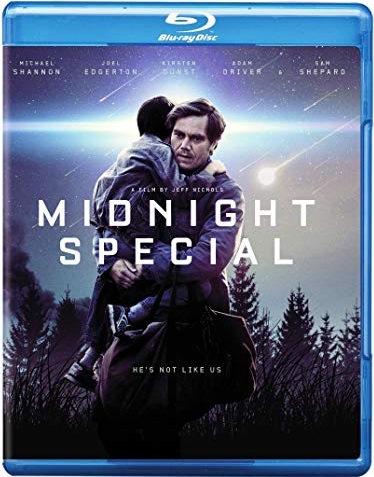 Blu-ray Disc
MICHAEL SHANNON JOEL EDGERTON KIRSTEN DUNST ADAM DRIVER & SAM SHEPARD
A FILM BY JEFF NICHOLS
MIDNIGHT
SPECIAL
HE'S NOT LIKE US